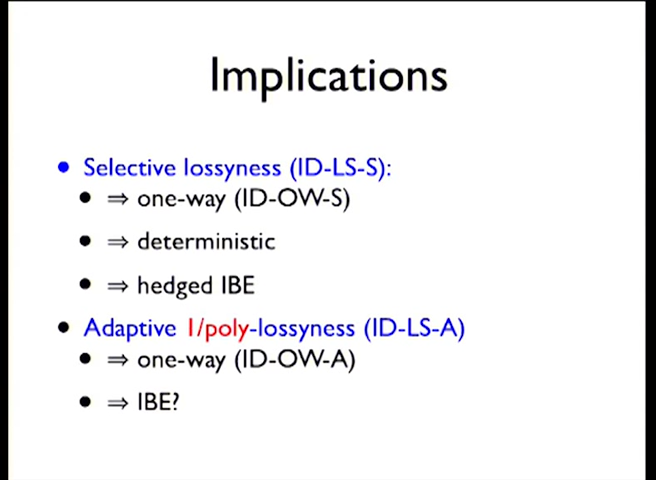 Implications
• Selective lossyness (ID-LS-S):
• ⇒ one-way (ID-OW-S)
• ⇒ deterministic
• ⇒ hedged IBE
• Adaptive 1/poly-lossyness (ID-LS-A)
• ⇒ one-way (ID-OW-A)
• ⇒ IBE?